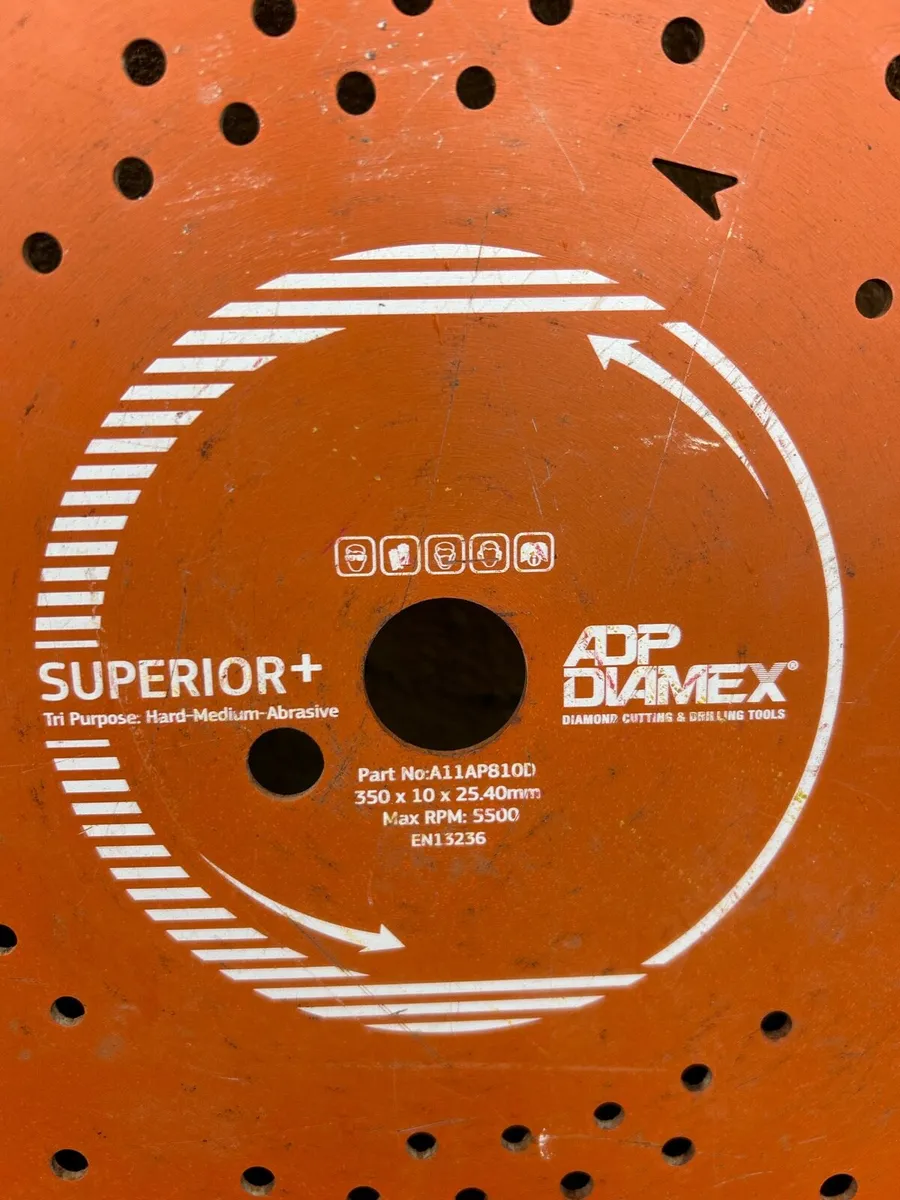 SUPERIOR+
Tri Purpose: Hard-Medium-Abrasive
ADP
DIAMEX®
DIAMOND CUTTING & DRILLING TOOLS
Part No:A11AP810D
350 x 10 x 25.40mm
Max RPM: 5500
EN13236